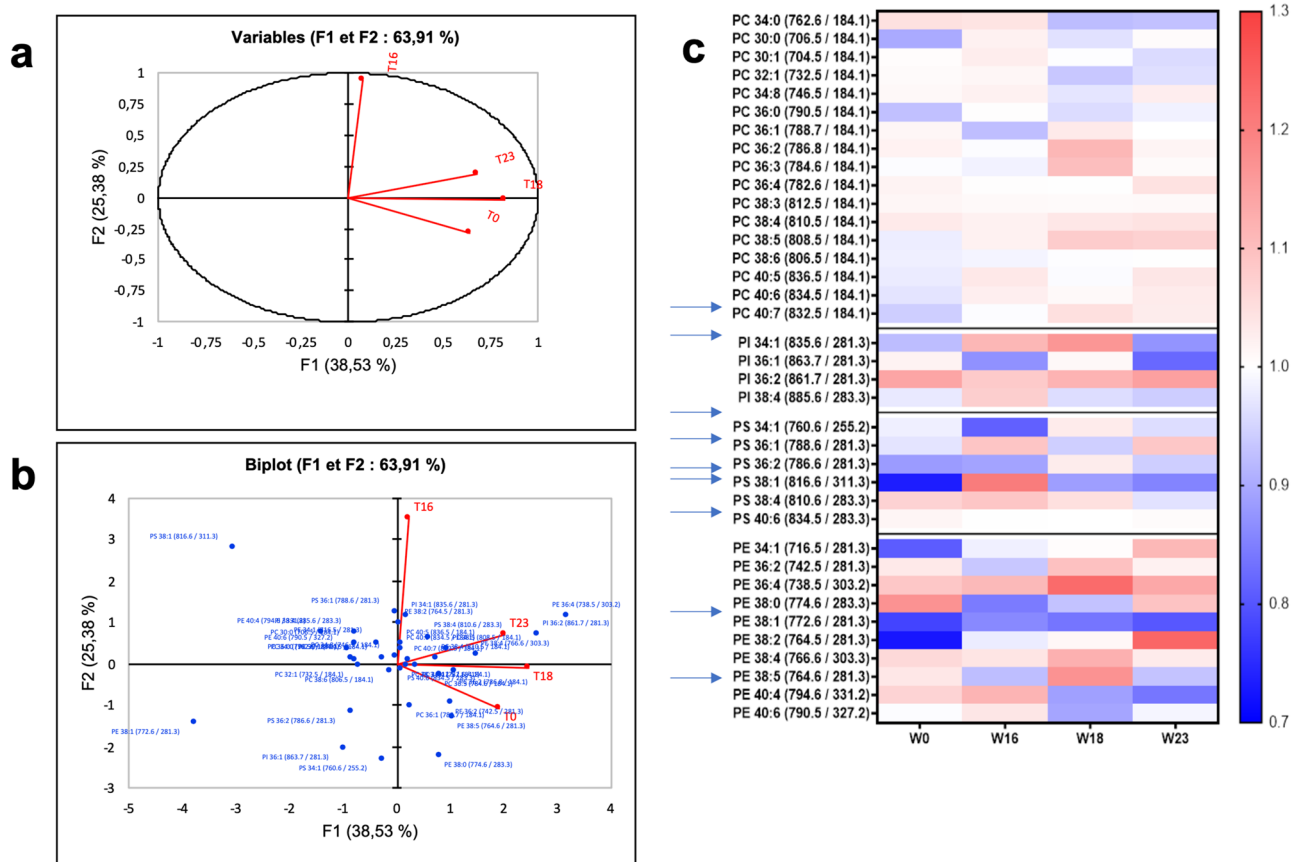 a
Variables (F1 et F2 : 63,91 %)
T16
T23
T18
T0
1
0,75
0,5
0,25
0
-0,25
-0,5
-0,75
-1
F2 (25,38 %)
-1
-0,75
-0,5
-0,25
0
0,25
0,5
0,75
1
F1 (38,53 %)
b
Biplot (F1 et F2 : 63,91 %)
T16
T23
T18
T0
PS 38:1 (816.6 / 311.3)
PS 36:1 (788.6 / 281.3)
PI 34:1 (835.6 / 281.3)
PE 38:2 (764.5 / 281.3)
PE 36:4 (738.5 / 303.2)
PI 36:2 (861.7 / 281.3)
PS 38:4 (810.6 / 283.3)
PE 40:6 (790.5 / 327.2)
PC 32:1 (732.5 / 184.1)
PC 38:6 (806.5 / 184.1)
PS 36:2 (786.6 / 281.3)
PE 38:1 (772.6 / 281.3)
PI 36:1 (863.7 / 281.3)
PS 34:1 (760.6 / 255.2)
PE 36:2 (742.5 / 281.3)
PE 38:5 (764.6 / 281.3)
PE 38:0 (774.6 / 283.3)
4
3
2
1
0
-1
-2
-3
F2 (25,38 %)
-5
-4
-3
-2
-1
0
1
2
3
4
F1 (38,53 %)
c
PC 34:0 (762.6 / 184.1)
PC 30:0 (706.5 / 184.1)
PC 30:1 (704.5 / 184.1)
PC 32:1 (732.5 / 184.1)
PC 34:8 (746.5 / 184.1)
PC 36:0 (790.5 / 184.1)
PC 36:1 (788.7 / 184.1)
PC 36:2 (786.8 / 184.1)
PC 36:3 (784.6 / 184.1)
PC 36:4 (782.6 / 184.1)
PC 38:3 (812.5 / 184.1)
PC 38:4 (810.5 / 184.1)
PC 38:5 (808.5 / 184.1)
PC 38:6 (806.5 / 184.1)
PC 40:5 (836.5 / 184.1)
PC 40:6 (834.5 / 184.1)
PC 40:7 (832.5 / 184.1)
PI 34:1 (835.6 / 281.3)
PI 36:1 (863.7 / 281.3)
PI 36:2 (861.7 / 281.3)
PI 38:4 (885.6 / 283.3)
PS 34:1 (760.6 / 255.2)
PS 36:1 (788.6 / 281.3)
PS 36:2 (786.6 / 281.3)
PS 38:1 (816.6 / 311.3)
PS 38:4 (810.6 / 283.3)
PS 40:6 (834.5 / 283.3)
PE 34:1 (716.5 / 281.3)
PE 36:2 (742.5 / 281.3)
PE 36:4 (738.5 / 303.2)
PE 38:0 (774.6 / 283.3)
PE 38:1 (772.6 / 281.3)
PE 38:2 (764.5 / 281.3)
PE 38:4 (766.6 / 303.3)
PE 38:5 (764.6 / 281.3)
PE 40:4 (794.6 / 331.2)
PE 40:6 (790.5 / 327.2)
W0
W16
W18
W23
1.3
1.2
1.1
1.0
0.9
0.8
0.7